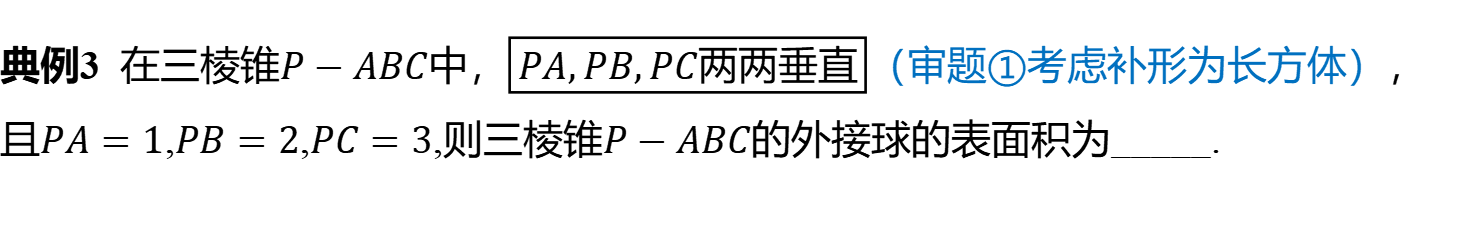 典例3 在三棱锥P − ABC中，PA, PB, PC两两垂直（审题①考虑补形为长方体），
且PA = 1,PB = 2,PC = 3,则三棱锥P − ABC的外接球的表面积为_____.